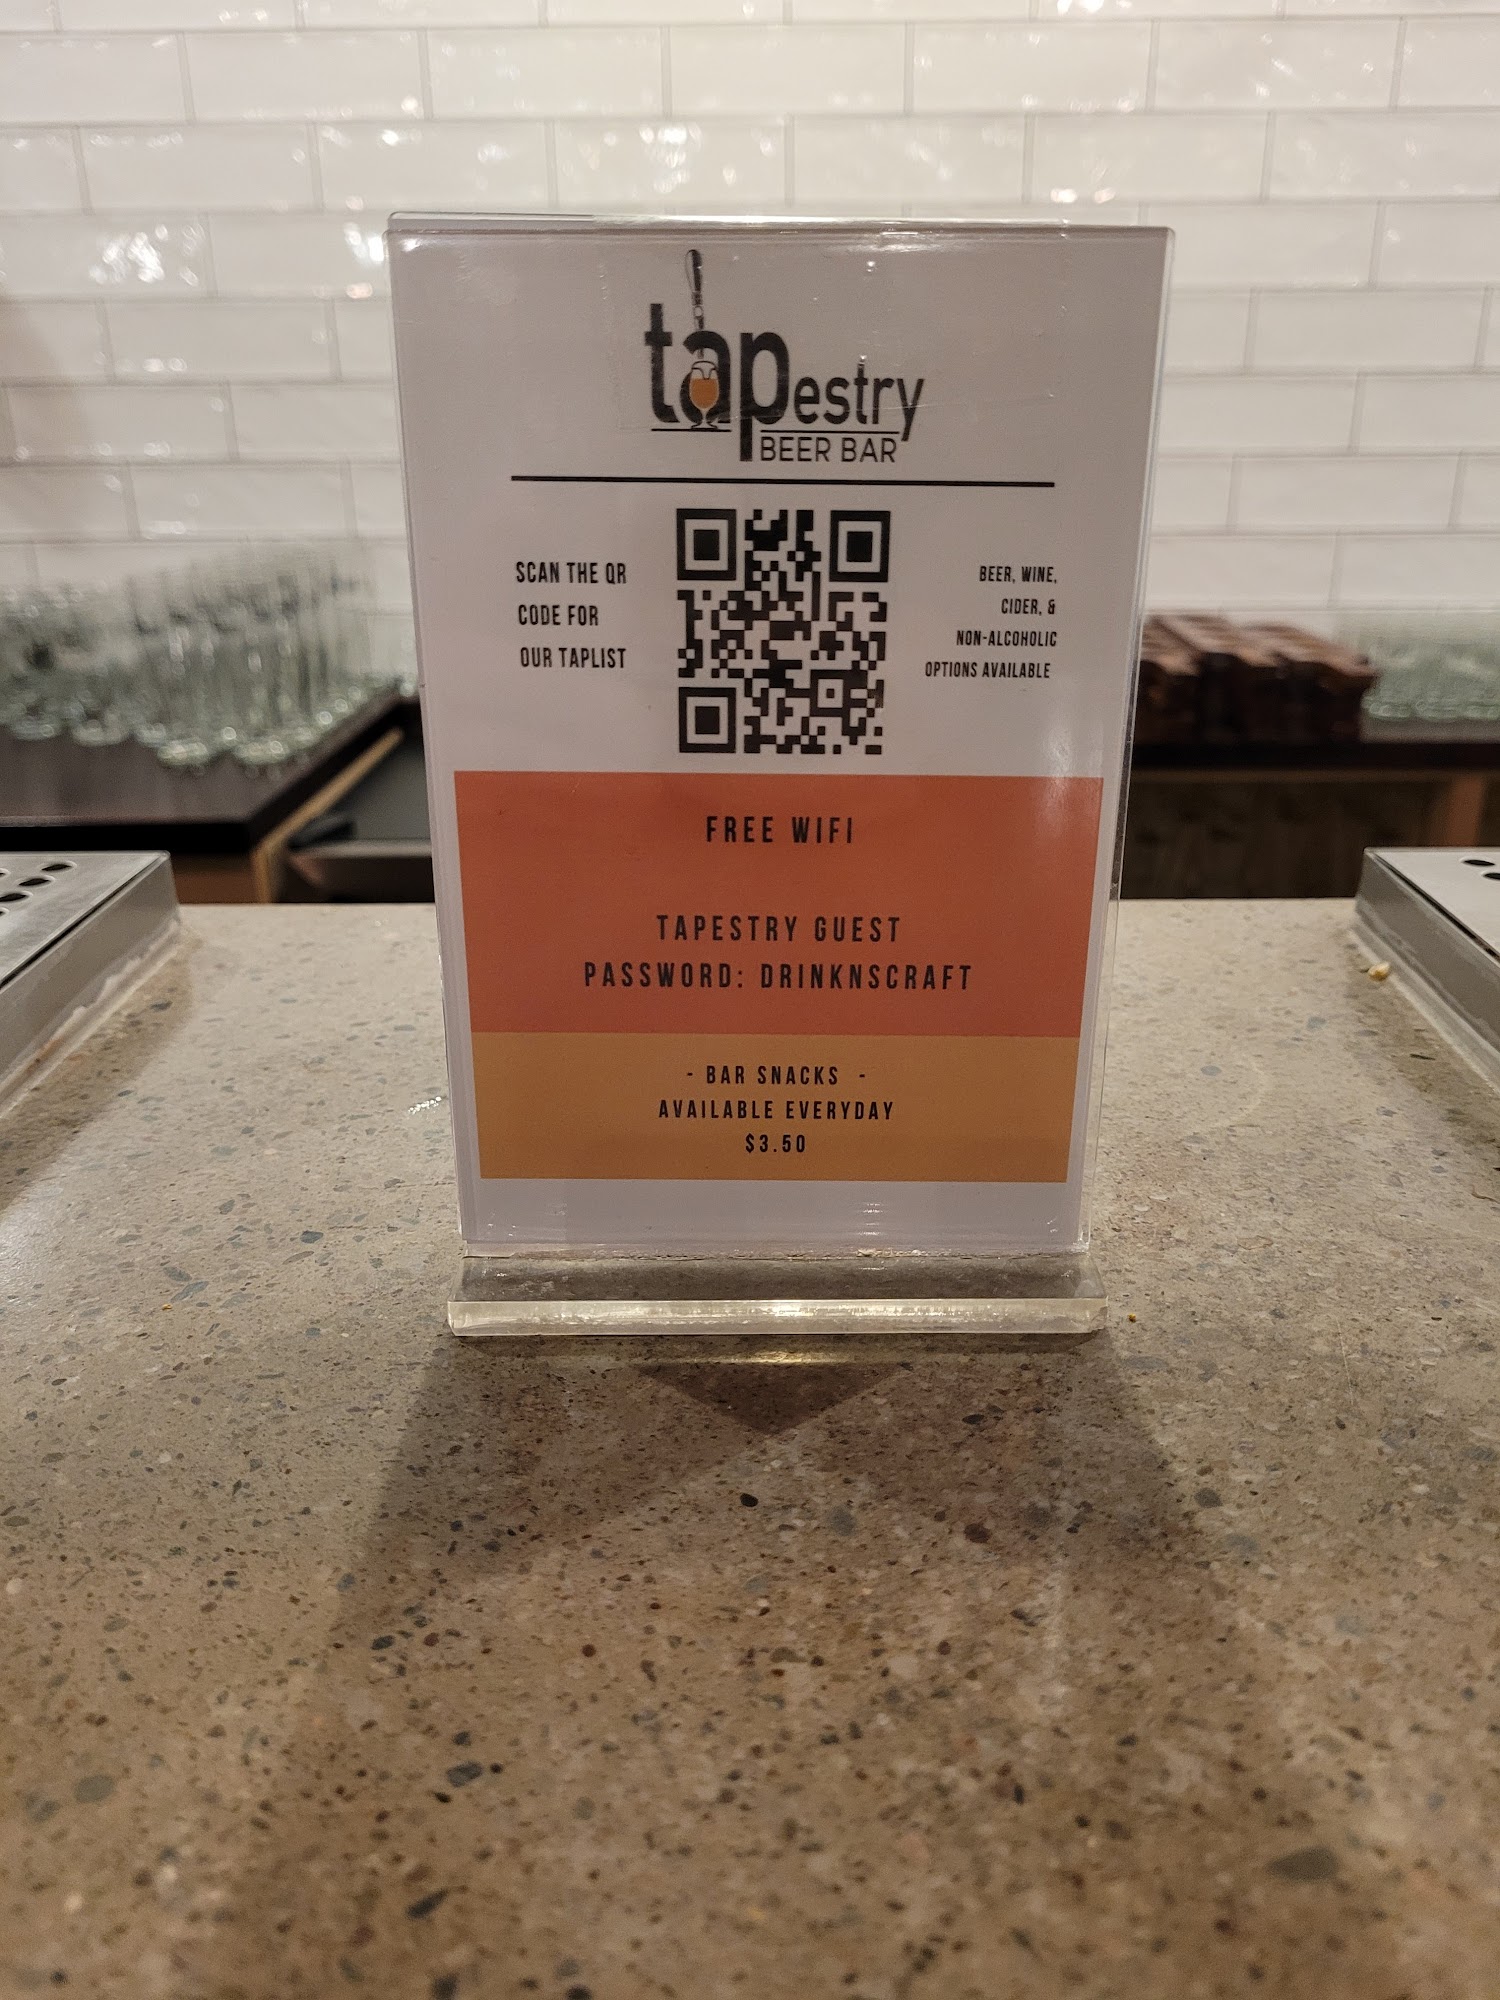 tapestry
BEER BAR
SCAN THE QR
CODE FOR
OUR TAPLIST
BEER, WINE,
CIDER, &
NON-ALCOHOLIC
OPTIONS AVAILABLE
FREE WIFI
TAPESTRY GUEST
PASSWORD: DRINKNSCRAFT
- BAR SNACKS -
AVAILABLE EVERYDAY
$3.50